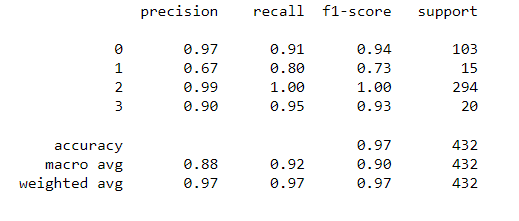 precision recall f1-score support
0 0.97 0.91 0.94 103
1 0.67 0.80 0.73 15
2 0.99 1.00 1.00 294
3 0.90 0.95 0.93 20
accuracy 0.97 432
macro avg 0.88 0.92 0.90 432
weighted avg 0.97 0.97 0.97 432